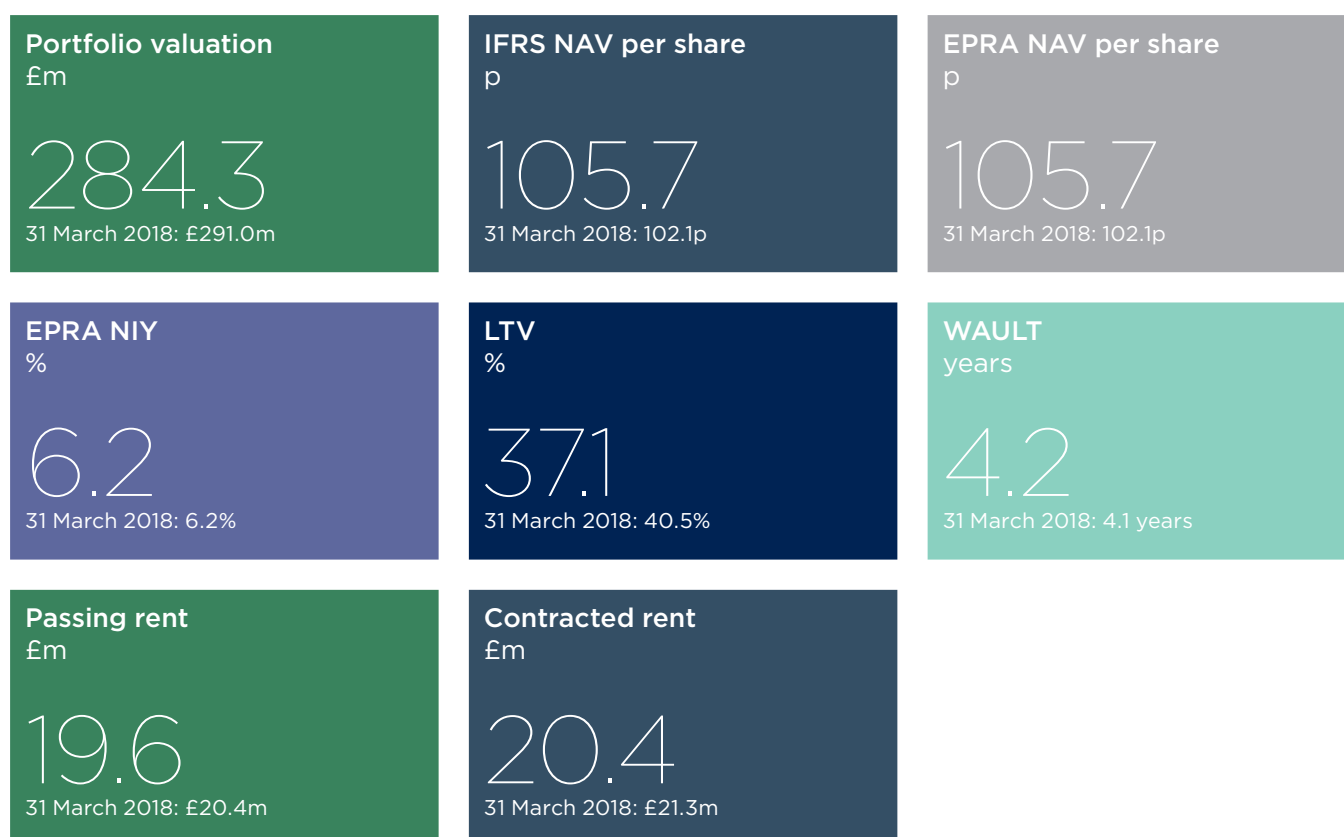 Portfolio valuation
£m
284.3
31 March 2018: £291.0m
IFRS NAV per share
p
105.7
31 March 2018: 102.1p
EPRA NAV per share
p
105.7
31 March 2018: 102.1p
EPRA NIY
%
6.2
31 March 2018: 6.2%
LTV
%
37.1
31 March 2018: 40.5%
WAULT
years
4.2
31 March 2018: 4.1 years
Passing rent
£m
19.6
31 March 2018: £20.4m
Contracted rent
£m
20.4
31 March 2018: £21.3m